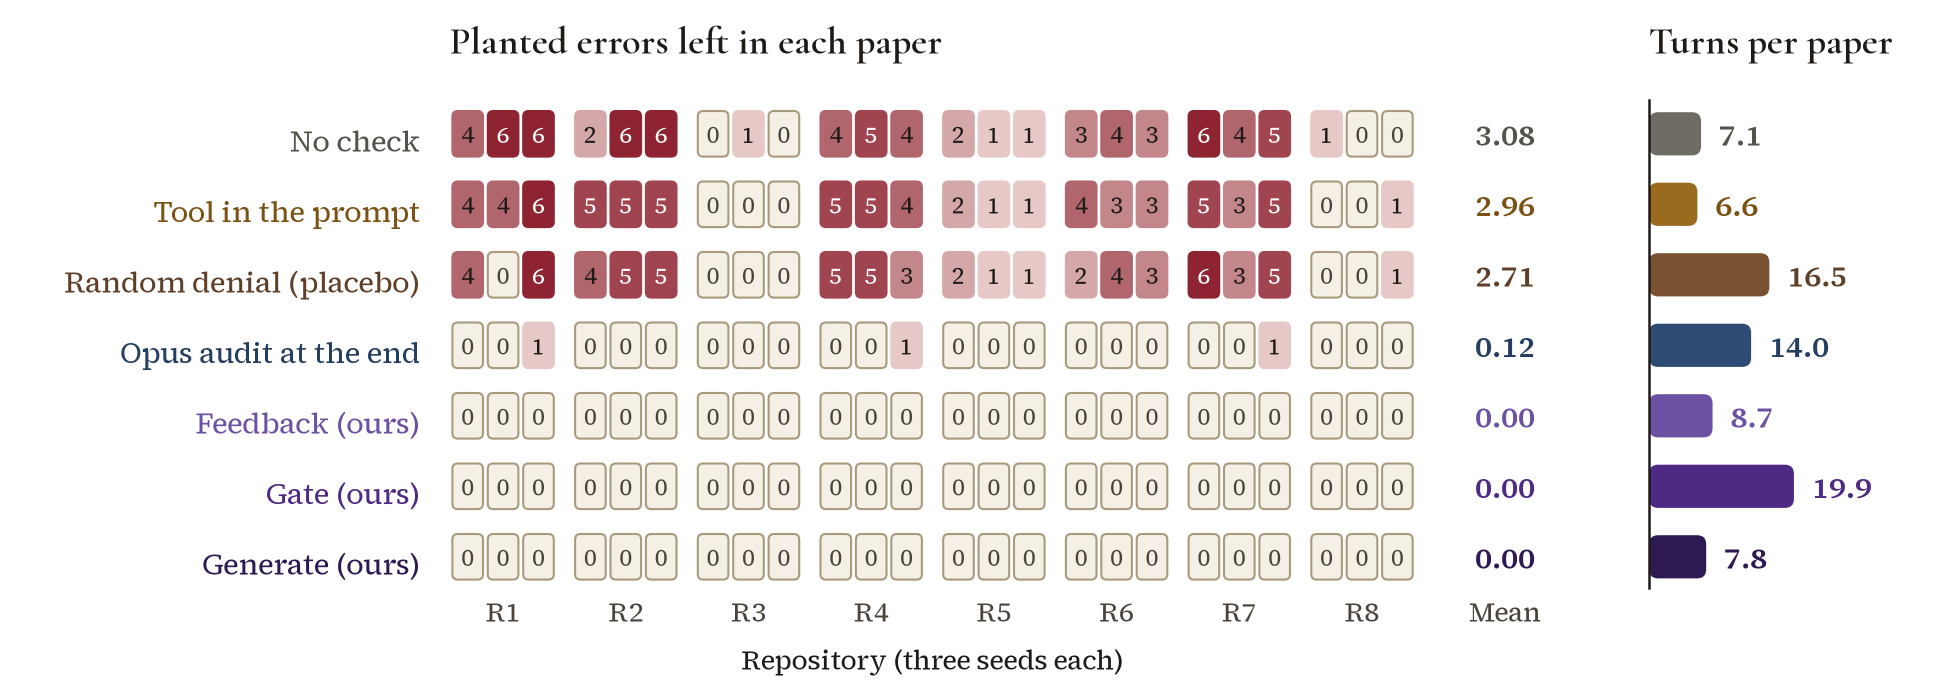 Planted errors left in each paper Turns per paper
No check 4 6 6 2 6 6 0 1 0 4 5 4 2 1 1 3 4 3 6 4 5 1 0 0 3.08 7.1
Tool in the prompt 4 4 6 5 5 5 0 0 0 5 5 4 2 1 1 4 3 3 5 3 5 0 0 1 2.96 6.6
Random denial (placebo) 4 0 6 4 5 5 0 0 0 5 5 3 2 1 1 2 4 3 6 3 5 0 0 1 2.71 16.5
Opus audit at the end 0 0 1 0 0 0 0 0 0 0 0 1 0 0 0 0 0 0 0 0 1 0 0 0 0.12 14.0
Feedback (ours) 0 0 0 0 0 0 0 0 0 0 0 0 0 0 0 0 0 0 0 0 0 0 0 0 0.00 8.7
Gate (ours) 0 0 0 0 0 0 0 0 0 0 0 0 0 0 0 0 0 0 0 0 0 0 0 0 0.00 19.9
Generate (ours) 0 0 0 0 0 0 0 0 0 0 0 0 0 0 0 0 0 0 0 0 0 0 0 0 0.00 7.8
R1 R2 R3 R4 R5 R6 R7 R8 Mean
Repository (three seeds each)